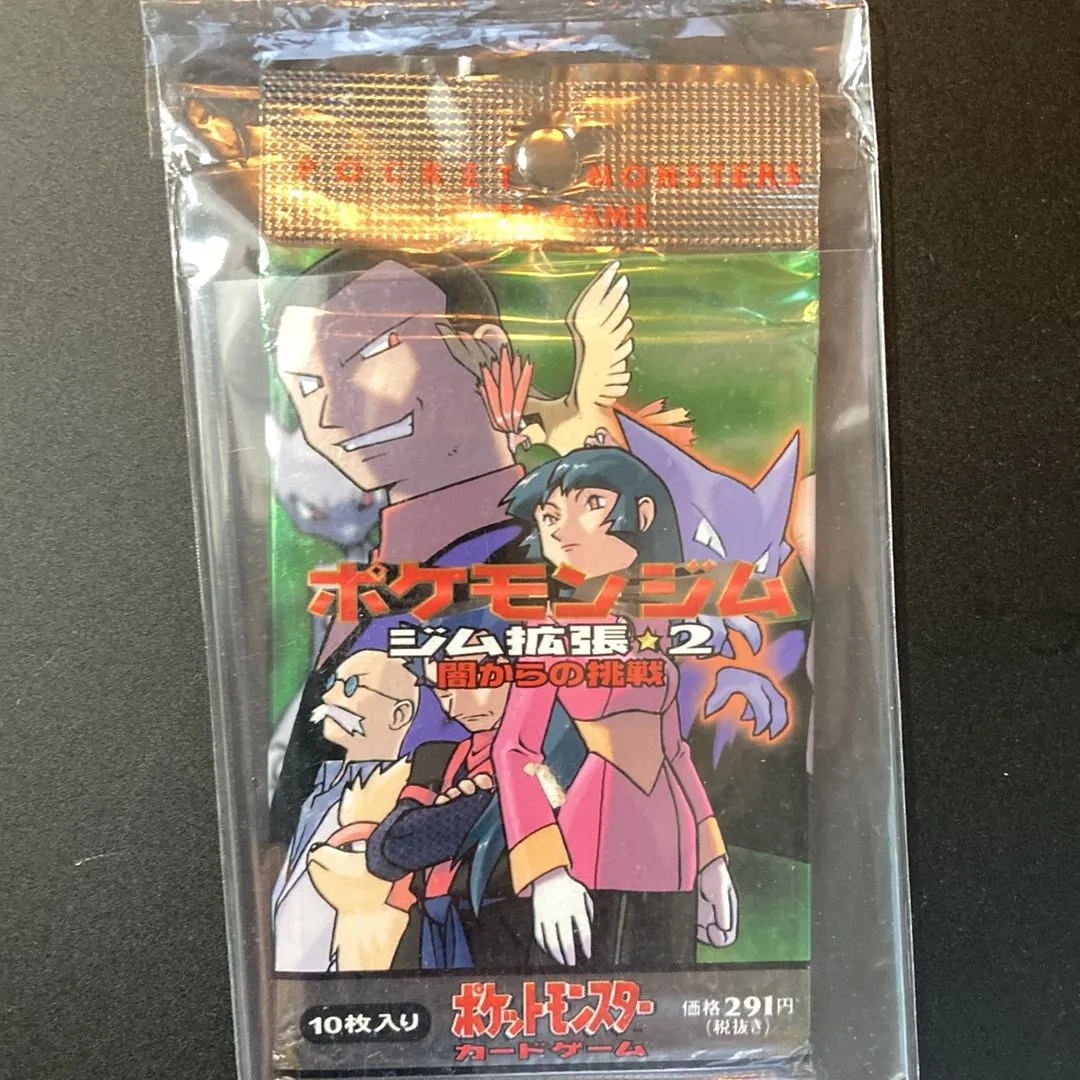 POCKET MONSTERS
GAME
ポケモンジム
ジム拡張★2
闇からの挑戦
10枚入り
ポケットモンスター
カードゲーム
価格291円
(税抜き)